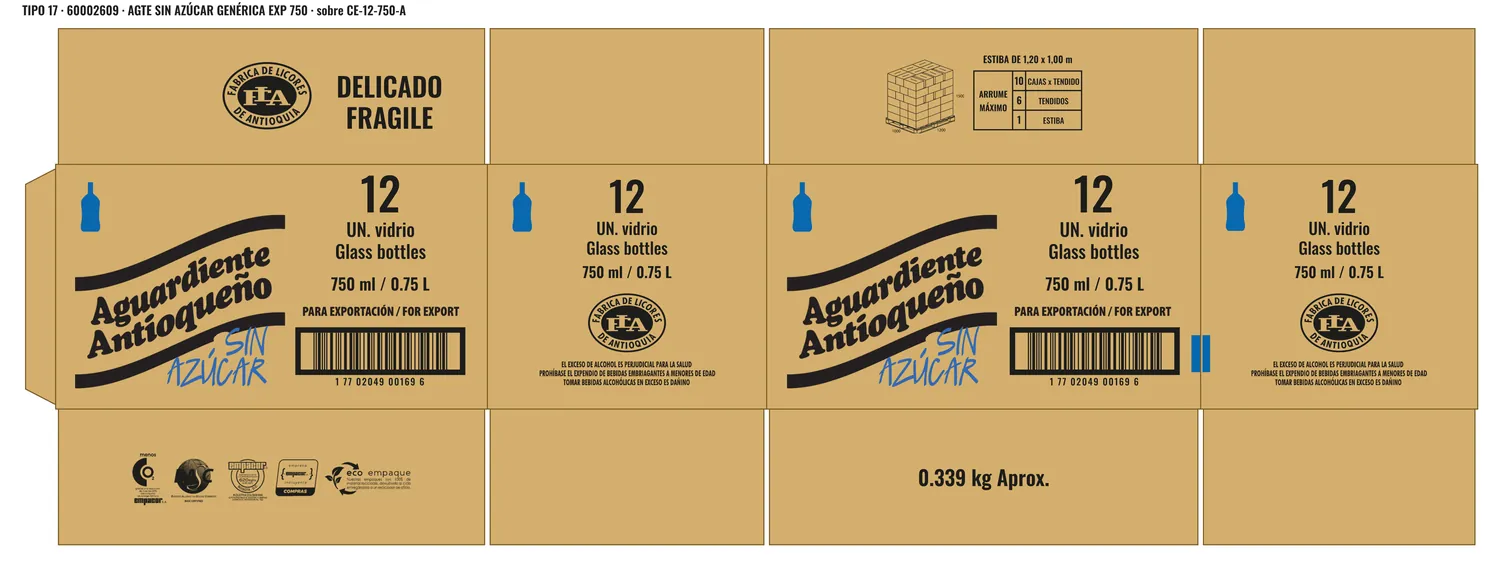 TIPO 17 · 60002609 · AGTE SIN AZÚCAR GENÉRICA EXP 750 · sobre CE-12-750-A
FÁBRICA DE LICORES
FLA
DE ANTIOQUIA
DELICADO
FRAGILE
ESTIBA DE 1,20 x 1,00 m
ARRUME
MÁXIMO
10 CAJAS x TENDIDO
6 TENDIDOS
1 ESTIBA
12
UN. vidrio
Glass bottles
750 ml / 0.75 L
PARA EXPORTACIÓN / FOR EXPORT
1 77 02049 00169 6
Aguardiente
Antioqueño
SIN
AZÚCAR
12
UN. vidrio
Glass bottles
750 ml / 0.75 L
FÁBRICA DE LICORES
FLA
DE ANTIOQUIA
EL EXCESO DE ALCOHOL ES PERJUDICIAL PARA LA SALUD
PROHÍBASE EL EXPENDIO DE BEBIDAS EMBRIAGANTES A MENORES DE EDAD
TOMAR BEBIDAS ALCOHÓLICAS EN EXCESO ES DAÑINO
12
UN. vidrio
Glass bottles
750 ml / 0.75 L
PARA EXPORTACIÓN / FOR EXPORT
1 77 02049 00169 6
Aguardiente
Antioqueño
SIN
AZÚCAR
12
UN. vidrio
Glass bottles
750 ml / 0.75 L
FÁBRICA DE LICORES
FLA
DE ANTIOQUIA
EL EXCESO DE ALCOHOL ES PERJUDICIAL PARA LA SALUD
PROHÍBASE EL EXPENDIO DE BEBIDAS EMBRIAGANTES A MENORES DE EDAD
TOMAR BEBIDAS ALCOHÓLICAS EN EXCESO ES DAÑINO
menos
CO2
empacor
empacor
empresa
empacor
incluyente
COMPRAS
eco empaque
0.339 kg Aprox.